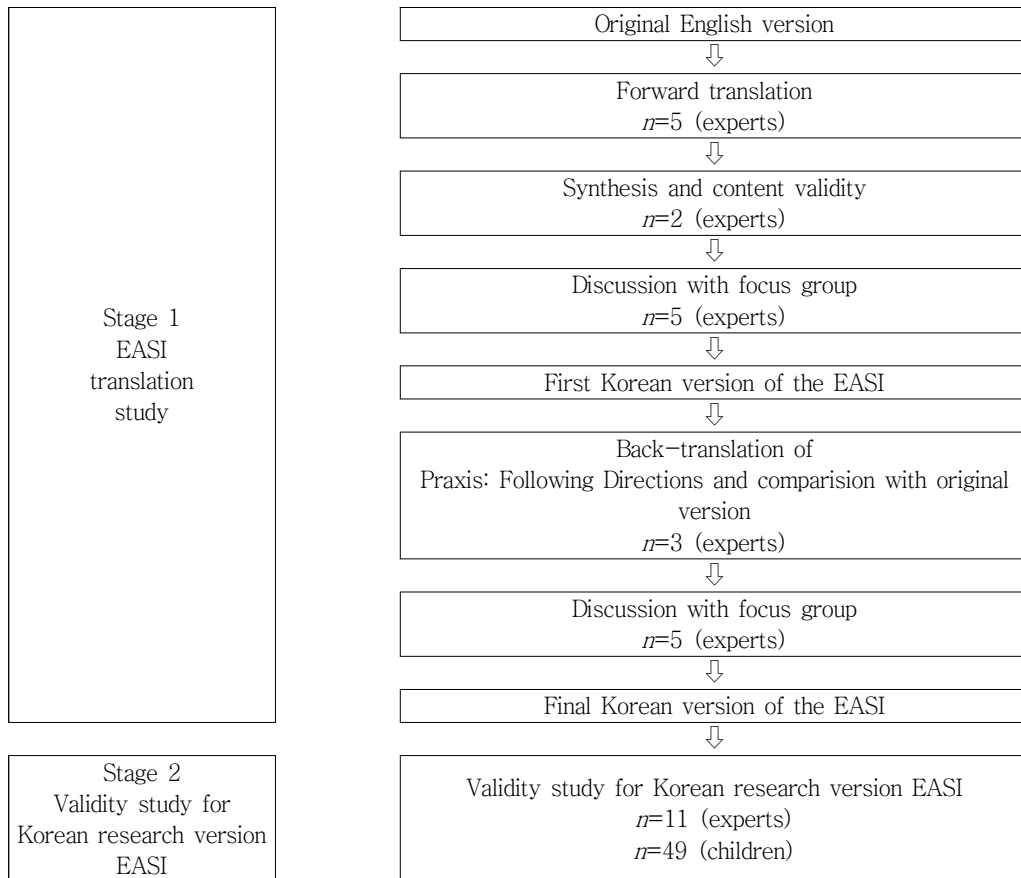 Original English version
⇩
Forward translation
n=5 (experts)
⇩
Synthesis and content validity
n=2 (experts)
⇩
Discussion with focus group
n=5 (experts)
⇩
Stage 1
EASI
translation
study
First Korean version of the EASI
⇩
Back-translation of
Praxis: Following Directions and comparision with original
version
n=3 (experts)
⇩
Discussion with focus group
n=5 (experts)
⇩
Final Korean version of the EASI
⇩
Stage 2
Validity study for
Korean research version
EASI
Validity study for Korean research version EASI
n=11 (experts)
n=49 (children)